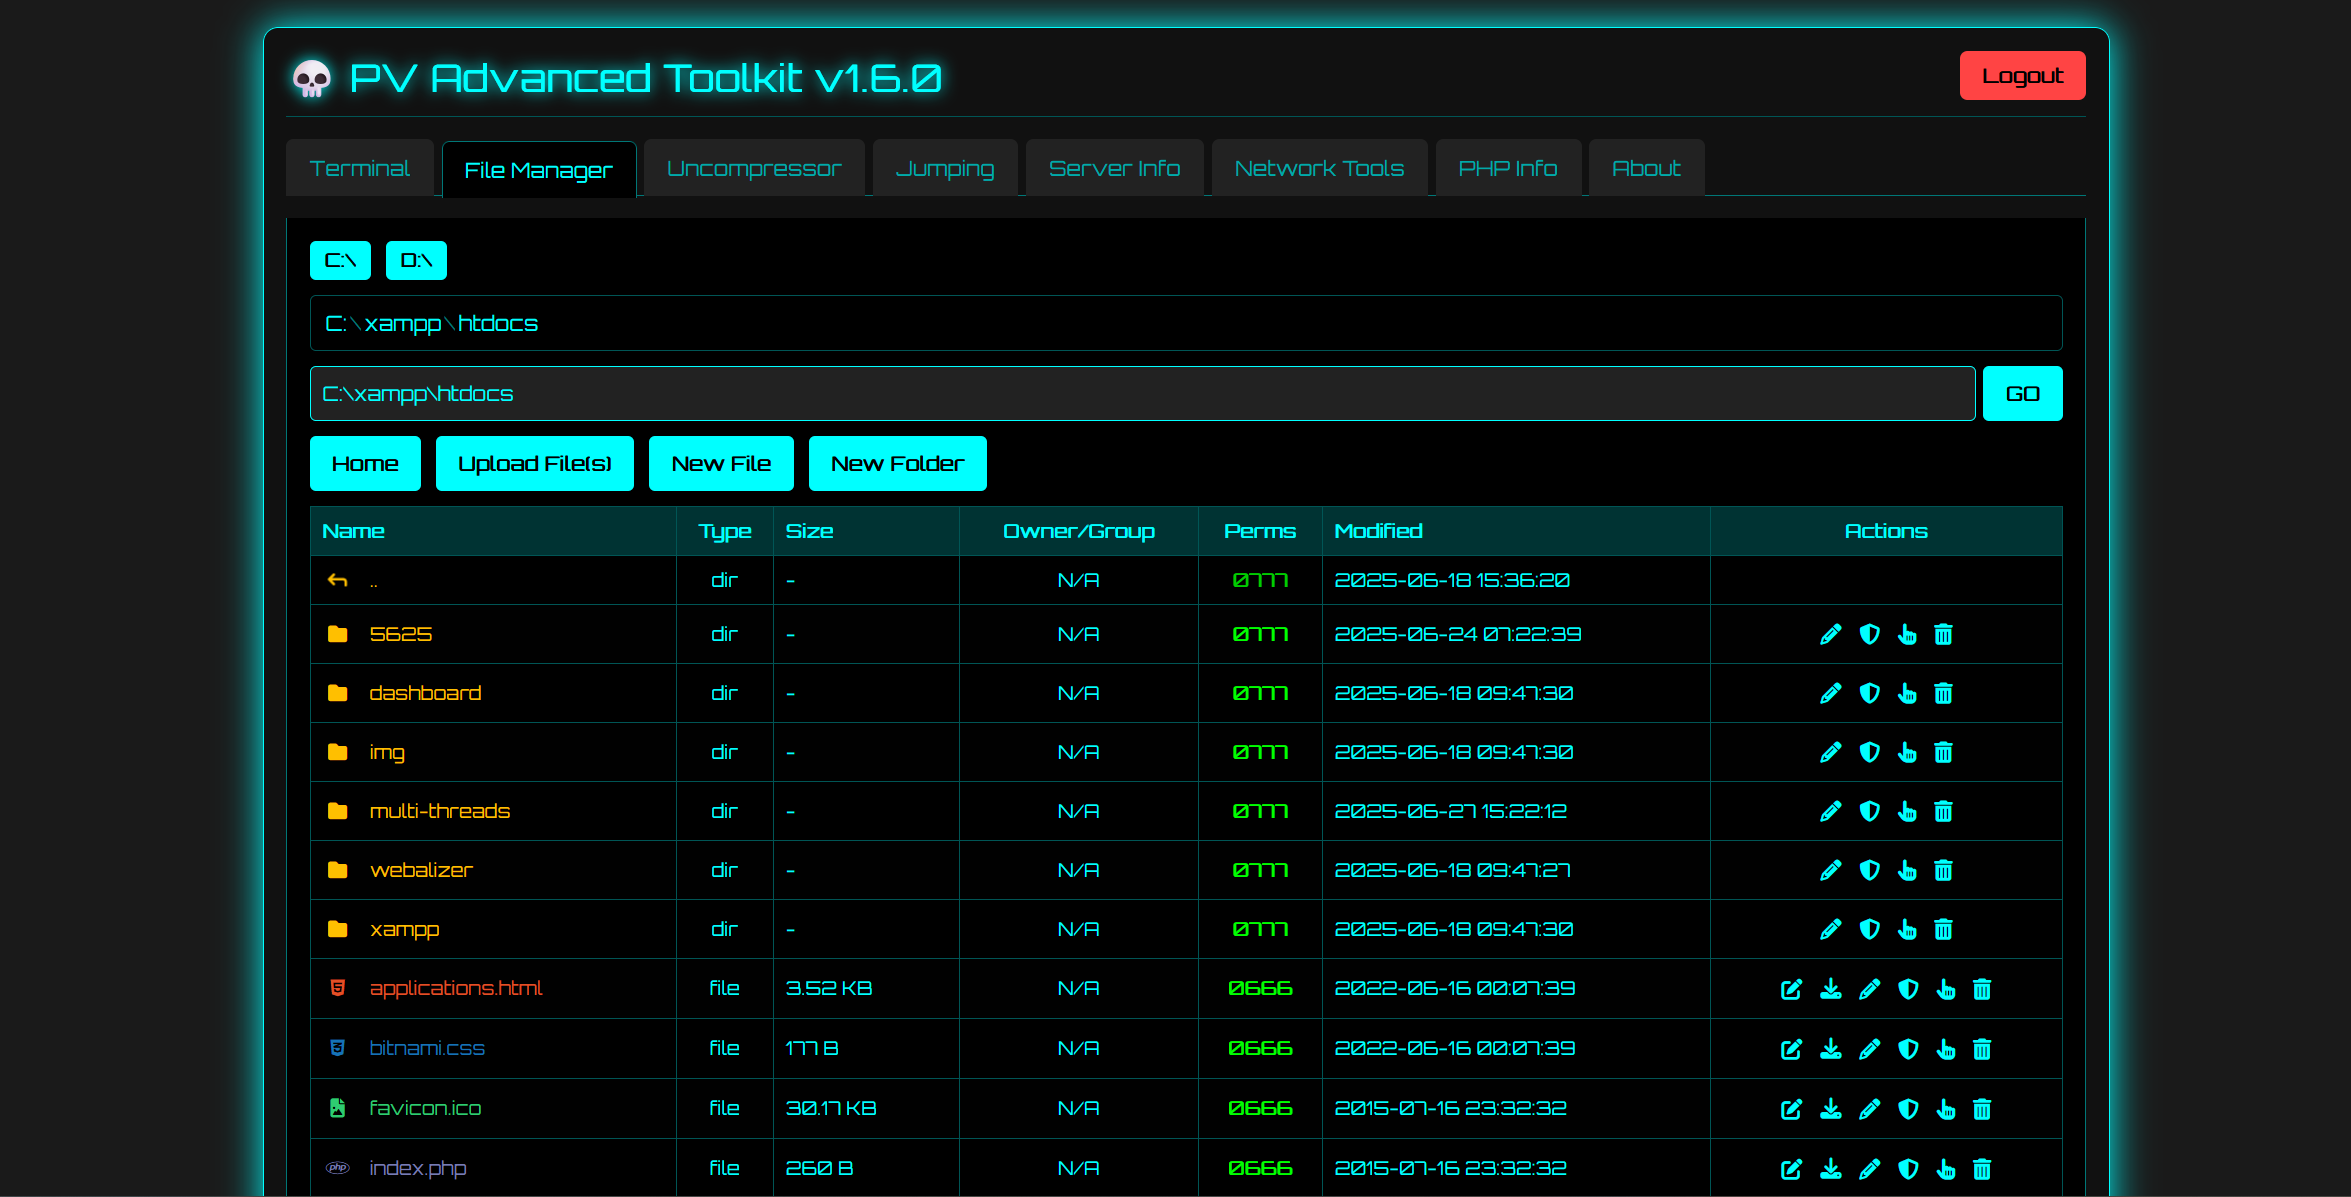 PV Advanced Toolkit v1.6.0
Logout
Terminal File Manager Uncompressor Jumping Server Info Network Tools PHP Info About
C:\ D:\
C: \ xampp \ htdocs
C:\xampp\htdocs GO
Home Upload File(s) New File New Folder
Name Type Size Owner/Group Perms Modified Actions
.. dir - N/A 0777 2025-06-18 15:36:20
5625 dir - N/A 0777 2025-06-24 07:22:39
dashboard dir - N/A 0777 2025-06-18 09:47:30
img dir - N/A 0777 2025-06-18 09:47:30
multi-threads dir - N/A 0777 2025-06-27 15:22:12
webalizer dir - N/A 0777 2025-06-18 09:47:27
xampp dir - N/A 0777 2025-06-18 09:47:30
applications.html file 3.52 KB N/A 0666 2022-06-16 00:07:39
bitnami.css file 177 B N/A 0666 2022-06-16 00:07:39
favicon.ico file 30.17 KB N/A 0666 2015-07-16 23:32:32
php index.php file 260 B N/A 0666 2015-07-16 23:32:32